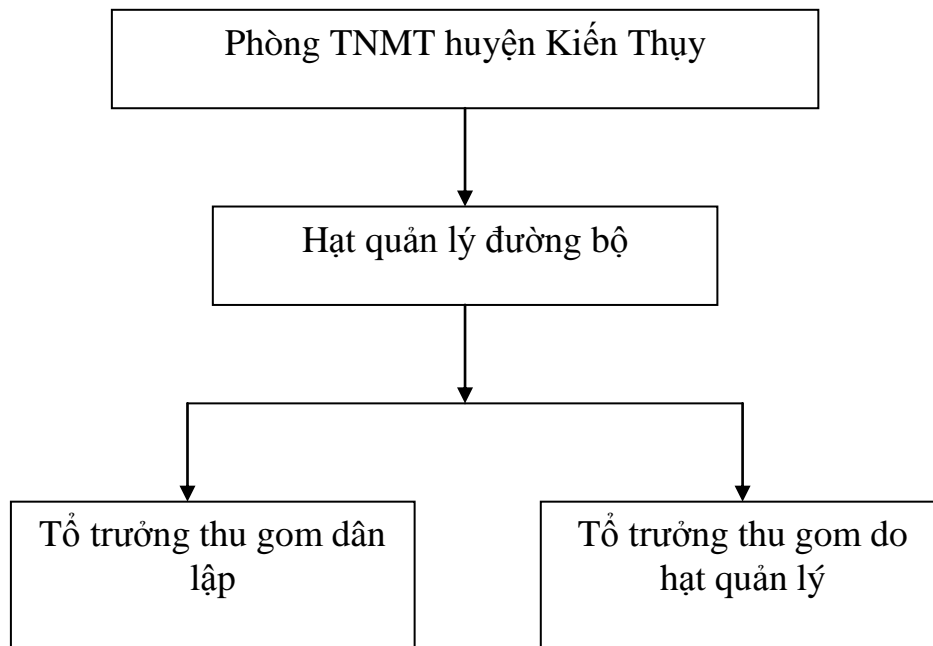 Phòng TNMT huyện Kiến Thụy
Hạt quản lý đường bộ
Tổ trưởng thu gom dân
lập
Tổ trưởng thu gom do
hạt quản lý